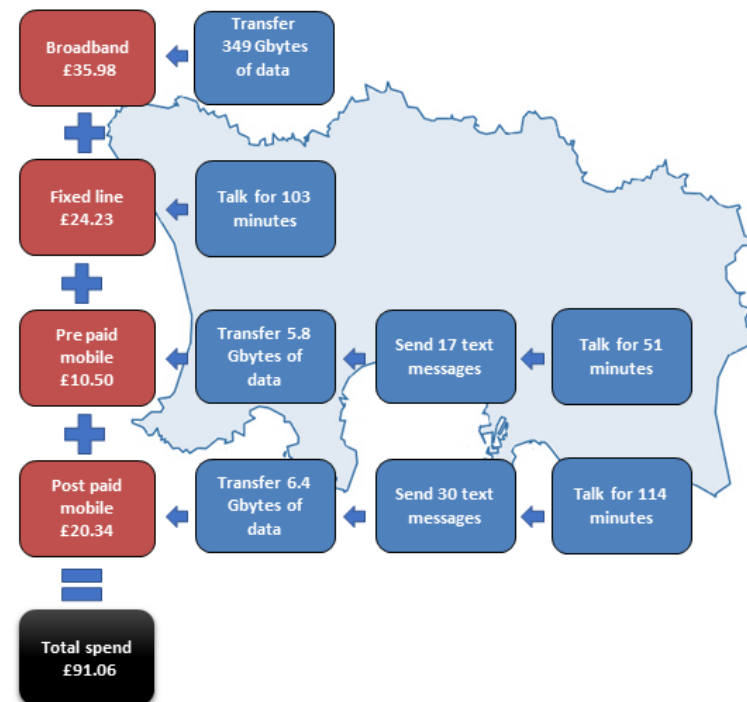 Broadband
£35.98
Transfer
349 Gbytes
of data
Fixed line
£24.23
Talk for 103
minutes
Pre paid
mobile
£10.50
Transfer 5.8
Gbytes of
data
Send 17 text
messages
Talk for 51
minutes
Post paid
mobile
£20.34
Transfer 6.4
Gbytes of
data
Send 30 text
messages
Talk for 114
minutes
Total spend
£91.06